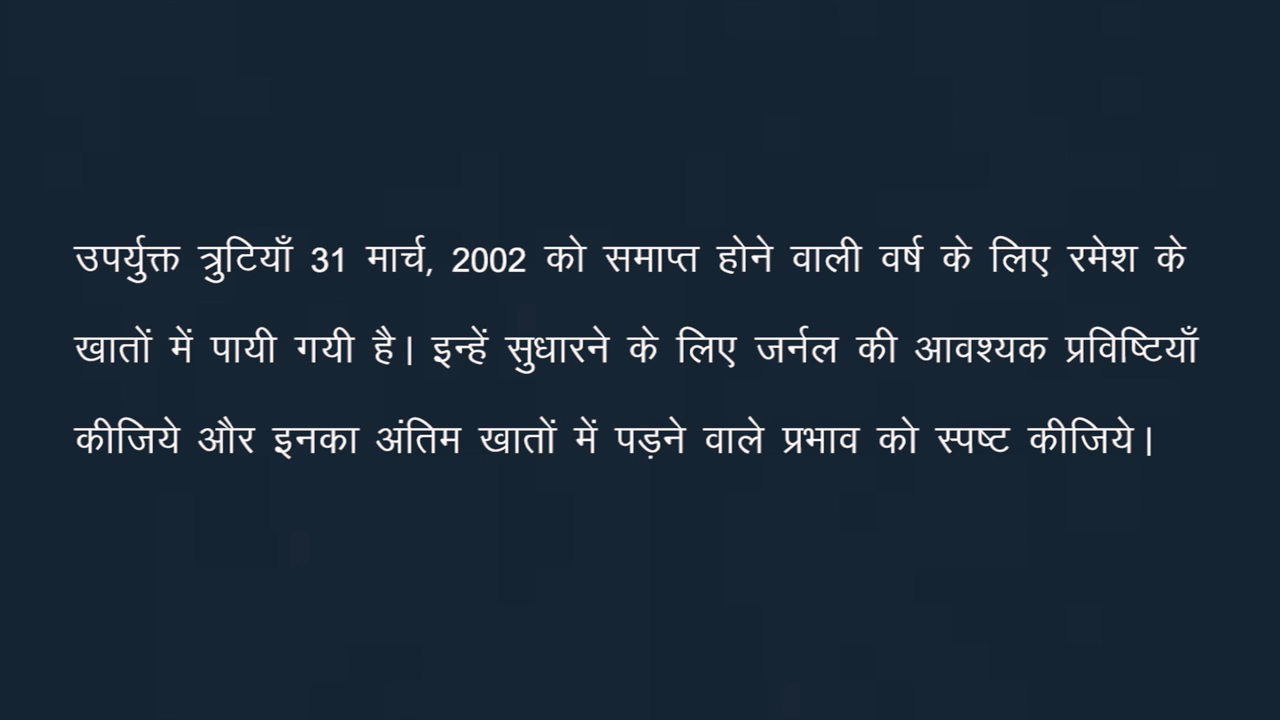 उपर्युक्त त्रुटियाँ 31 मार्च, 2002 को समाप्त होने वाली वर्ष के लिए रमेश के
खातों में पायी गयी है। इन्हें सुधारने के लिए जर्नल की आवश्यक प्रविष्टियाँ
कीजिये और इनका अंतिम खातों में पड़ने वाले प्रभाव को स्पष्ट कीजिये।